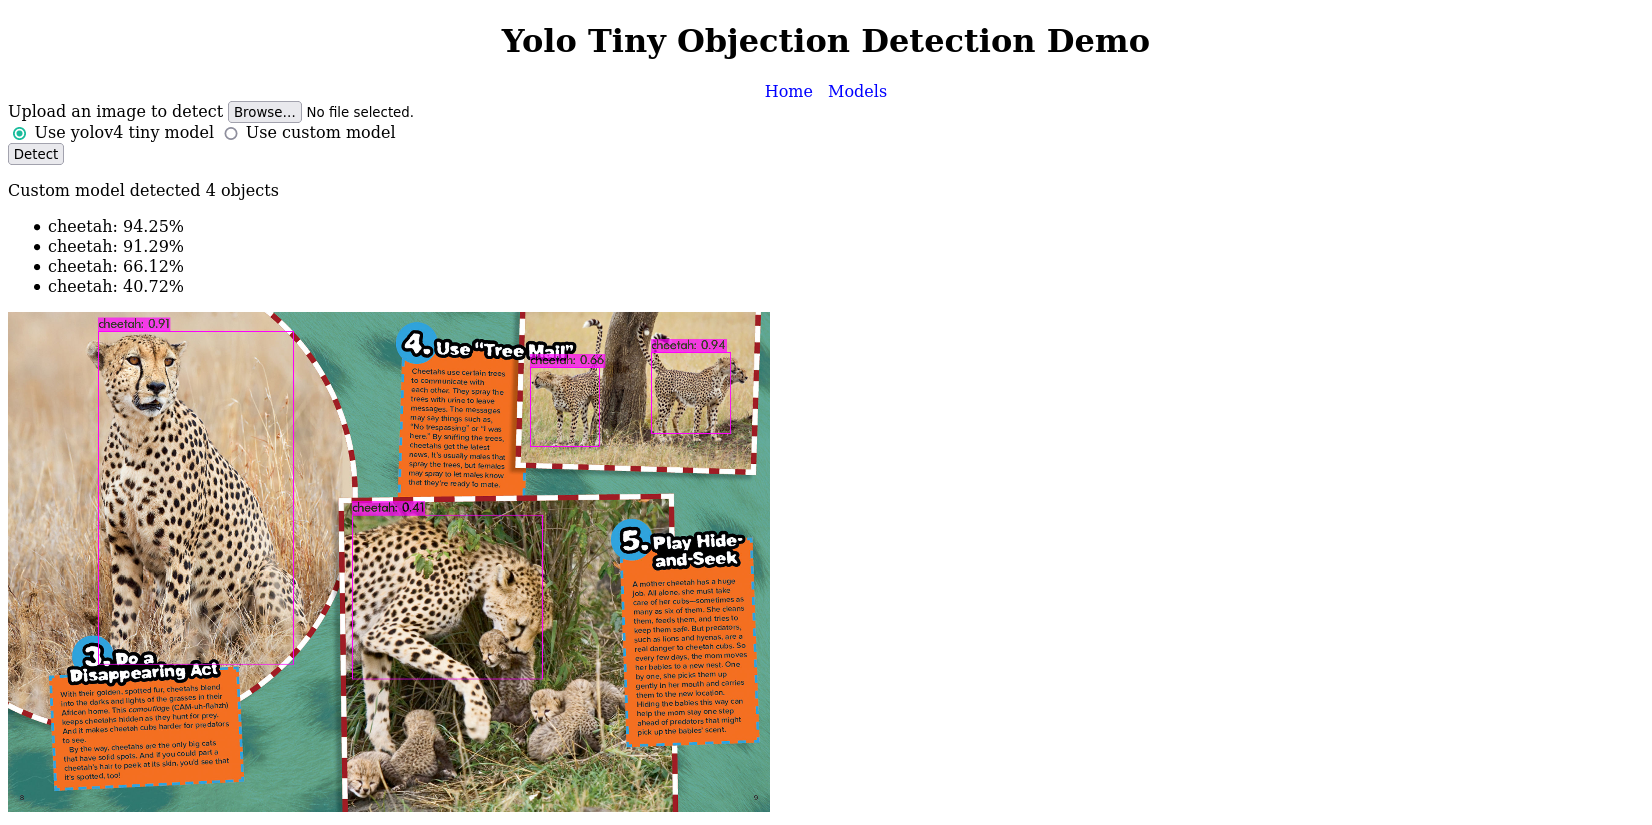 Yolo Tiny Objection Detection Demo
Home Models
Upload an image to detect Browse... No file selected.
Use yolov4 tiny model Use custom model
Detect
Custom model detected 4 objects
cheetah: 94.25%
cheetah: 91.29%
cheetah: 66.12%
cheetah: 40.72%
cheetah: 0.91
3. Do a
Disappearing Act
With their golden, spotted fur, cheetahs blend
into the darks and lights of the grasses in their
African home. This camouflage (CAM-uh-flahzh)
keeps cheetahs hidden as they hunt for prey.
And it makes cheetah cubs harder for predators
to see.
By the way, cheetahs are the only big cats
that have solid spots. And if you could part a
cheetah's hair to peek at its skin, you'd see that
it's spotted, too!
8
4. Use “Tree Mail”
Cheetahs use certain trees
to communicate with
each other. They spray the
trees with urine to leave
messages. The messages
may say things such as,
“No trespassing” or “I was
here.” By sniffing the trees,
cheetahs get the latest
news. It's usually males that
spray the trees, but females
may spray to let males know
that they're ready to mate.
cheetah: 0.66
cheetah: 0.94
cheetah: 0.41
5. Play Hide-
and-Seek
A mother cheetah has a huge
job. All alone, she must take
care of her cubs—sometimes as
many as six of them. She cleans
them, feeds them, and tries to
keep them safe. But predators,
such as lions and hyenas, are a
real danger to cheetah cubs. So
every few days, the mom moves
her babies to a new nest. One
by one, she picks them up
gently in her mouth and carries
them to the new location.
Hiding the babies this way can
help the mom stay one step
ahead of predators that might
pick up the babies' scent.
9